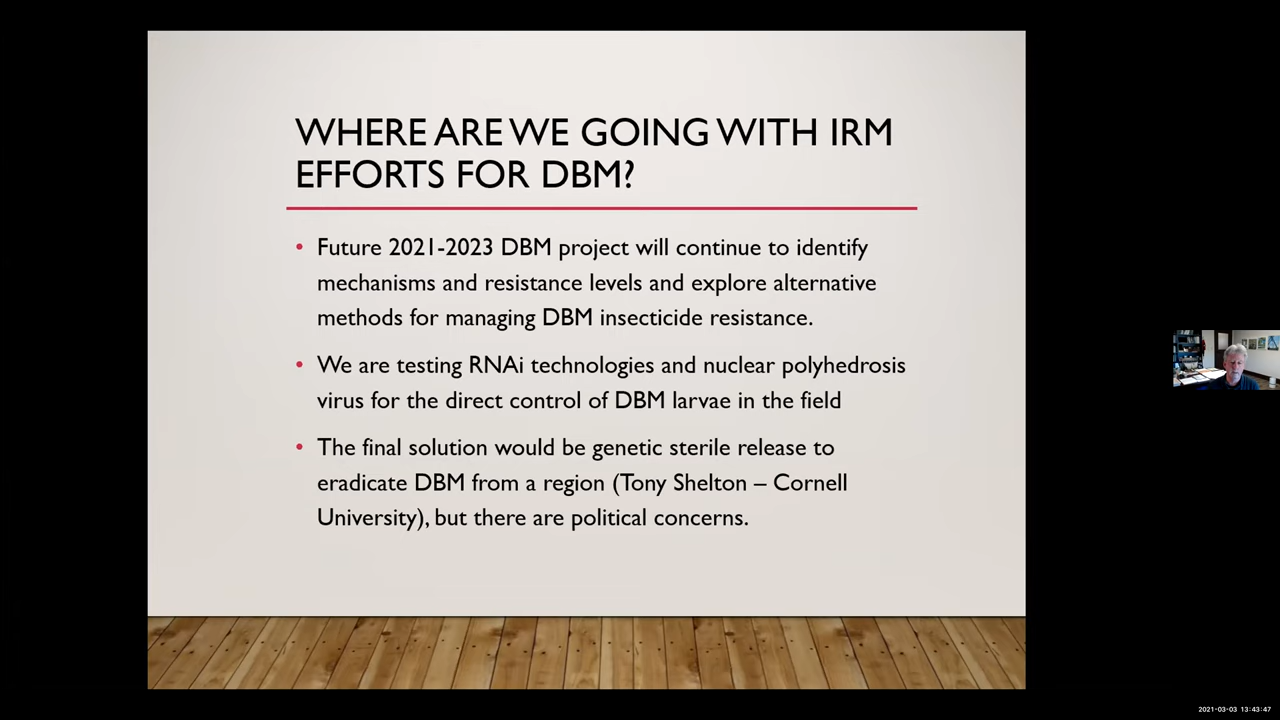 WHERE ARE WE GOING WITH IRM
EFFORTS FOR DBM?
• Future 2021-2023 DBM project will continue to identify
mechanisms and resistance levels and explore alternative
methods for managing DBM insecticide resistance.
• We are testing RNAi technologies and nuclear polyhedrosis
virus for the direct control of DBM larvae in the field
• The final solution would be genetic sterile release to
eradicate DBM from a region (Tony Shelton – Cornell
University), but there are political concerns.
2021-03-03 13:43:47